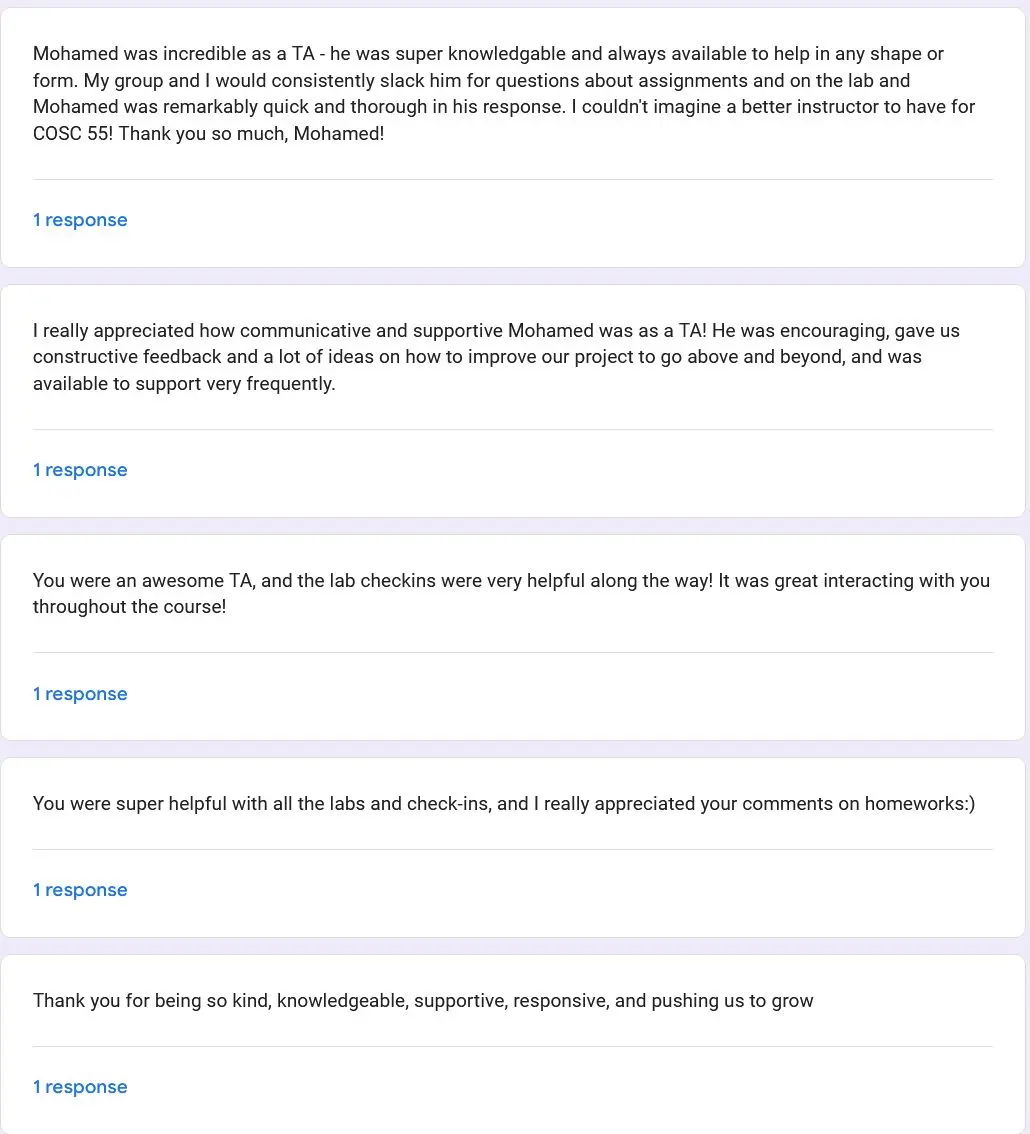 Mohamed was incredible as a TA - he was super knowledgable and always available to help in any shape or
form. My group and I would consistently slack him for questions about assignments and on the lab and
Mohamed was remarkably quick and thorough in his response. I couldn't imagine a better instructor to have for
COSC 55! Thank you so much, Mohamed!
1 response
I really appreciated how communicative and supportive Mohamed was as a TA! He was encouraging, gave us
constructive feedback and a lot of ideas on how to improve our project to go above and beyond, and was
available to support very frequently.
1 response
You were an awesome TA, and the lab checkins were very helpful along the way! It was great interacting with you
throughout the course!
1 response
You were super helpful with all the labs and check-ins, and I really appreciated your comments on homeworks:)
1 response
Thank you for being so kind, knowledgeable, supportive, responsive, and pushing us to grow
1 response